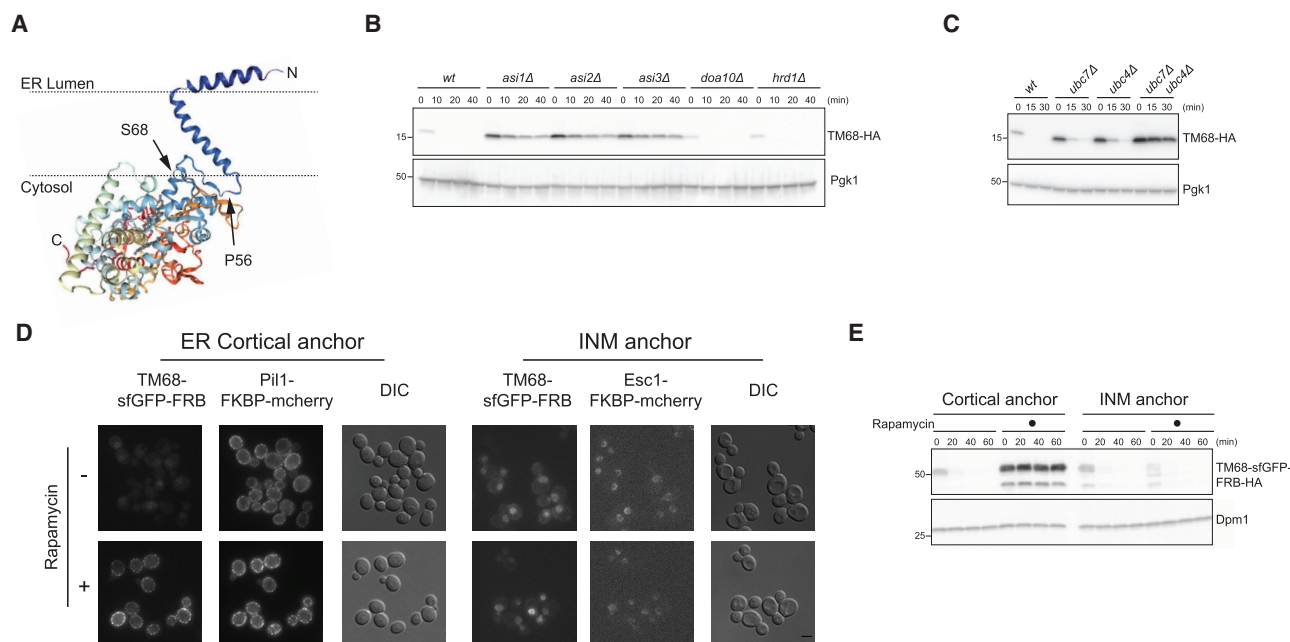 A
ER Lumen
N
S68
Cytosol
C
P56
B
wt asi1Δ asi2Δ asi3Δ doa10Δ hrd1Δ
0 10 20 40 0 10 20 40 0 10 20 40 0 10 20 40 0 10 20 40 0 10 20 40 (min)
15 TM68-HA
50 Pgk1
C
wt ubc7Δ ubc4Δ ubc7Δ ubc4Δ
0 15 30 0 15 30 0 15 30 0 15 30 (min)
15 TM68-HA
50 Pgk1
D
ER Cortical anchor INM anchor
TM68- Pil1- DIC TM68- Esc1- DIC
sfGFP-FRB FKBP-mcherry sfGFP-FRB FKBP-mcherry
Rapamycin
-
+
E
Cortical anchor INM anchor
Rapamycin ● ●
0 20 40 60 0 20 40 60 0 20 40 60 0 20 40 60 (min)
50 TM68-sfGFP-
FRB-HA
Dpm1
25